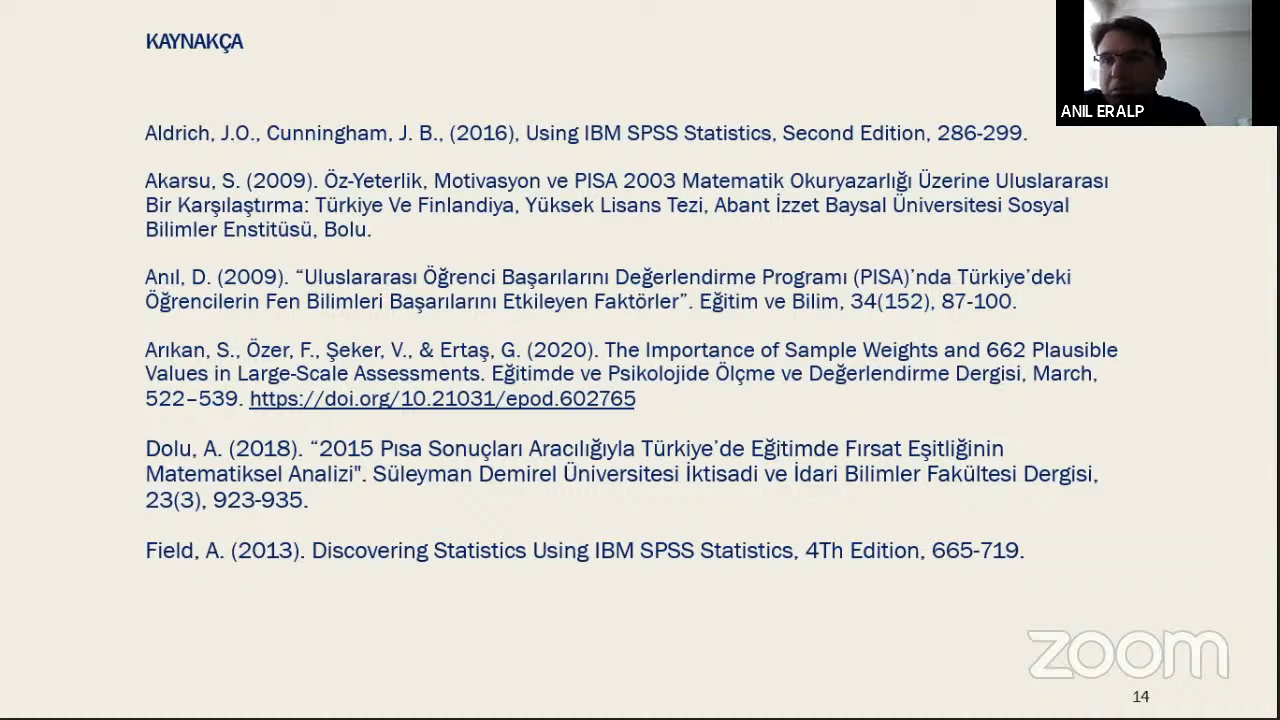 KAYNAKÇA
ANIL ERALP
Aldrich, J.O., Cunningham, J. B., (2016), Using IBM SPSS Statistics, Second Edition, 286-299.
Akarsu, S. (2009). Öz-Yeterlik, Motivasyon ve PISA 2003 Matematik Okuryazarlığı Üzerine Uluslararası
Bir Karşılaştırma: Türkiye Ve Finlandiya, Yüksek Lisans Tezi, Abant İzzet Baysal Üniversitesi Sosyal
Bilimler Enstitüsü, Bolu.
Anıl, D. (2009). “Uluslararası Öğrenci Başarılarını Değerlendirme Programı (PISA)’nda Türkiye’deki
Öğrencilerin Fen Bilimleri Başarılarını Etkileyen Faktörler”. Eğitim ve Bilim, 34(152), 87-100.
Arıkan, S., Özer, F., Şeker, V., & Ertaş, G. (2020). The Importance of Sample Weights and 662 Plausible
Values in Large-Scale Assessments. Eğitimde ve Psikolojide Ölçme ve Değerlendirme Dergisi, March,
522–539. https://doi.org/10.21031/epod.602765
Dolu, A. (2018). “2015 Pısa Sonuçları Aracılığıyla Türkiye’de Eğitimde Fırsat Eşitliğinin
Matematiksel Analizi". Süleyman Demirel Üniversitesi İktisadi ve İdari Bilimler Fakültesi Dergisi,
23(3), 923-935.
Field, A. (2013). Discovering Statistics Using IBM SPSS Statistics, 4Th Edition, 665-719.
zoom
14